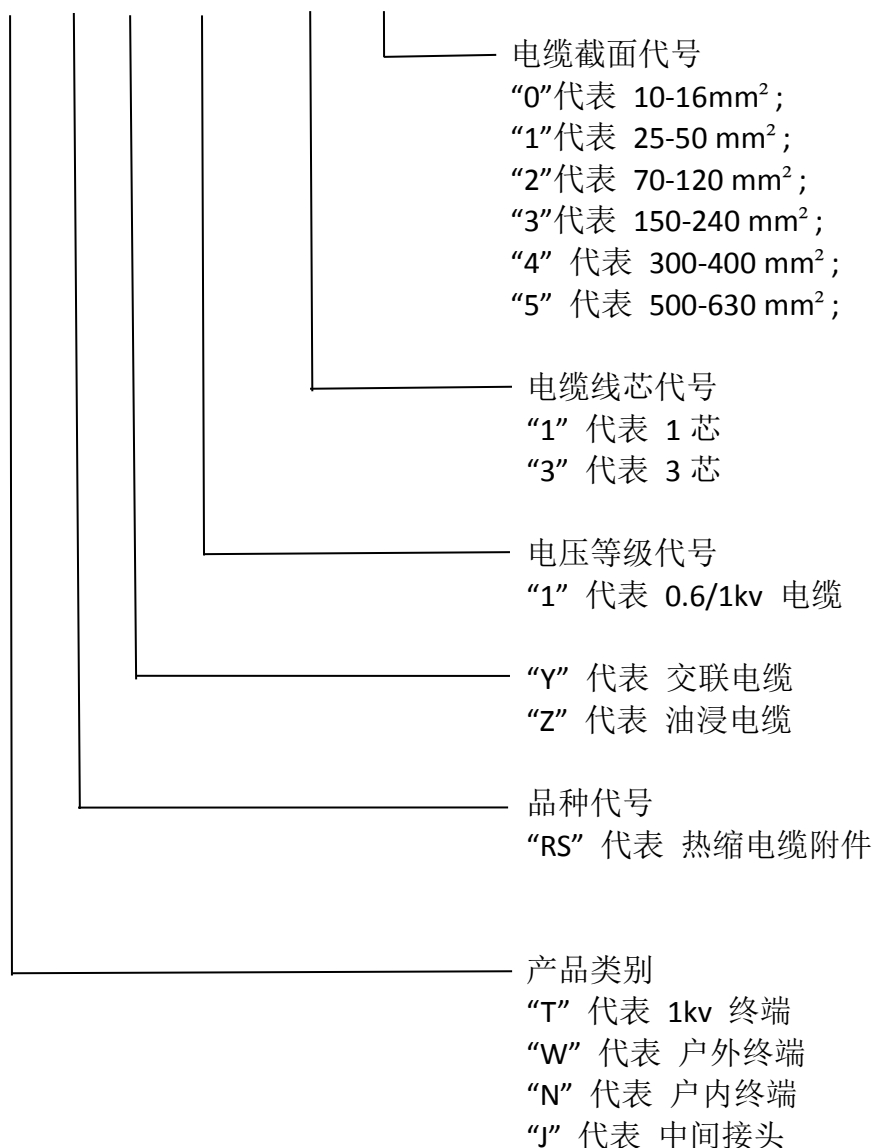 电缆截面代号
“0”代表 10-16mm²;
“1”代表 25-50 mm²;
“2”代表 70-120 mm²;
“3”代表 150-240 mm²;
“4” 代表 300-400 mm²;
“5” 代表 500-630 mm²;
电缆线芯代号
“1” 代表 1 芯
“3” 代表 3 芯
电压等级代号
“1” 代表 0.6/1kv 电缆
“Y” 代表 交联电缆
“Z” 代表 油浸电缆
品种代号
“RS” 代表 热缩电缆附件
产品类别
“T” 代表 1kv 终端
“W” 代表 户外终端
“N” 代表 户内终端
“J” 代表 中间接头